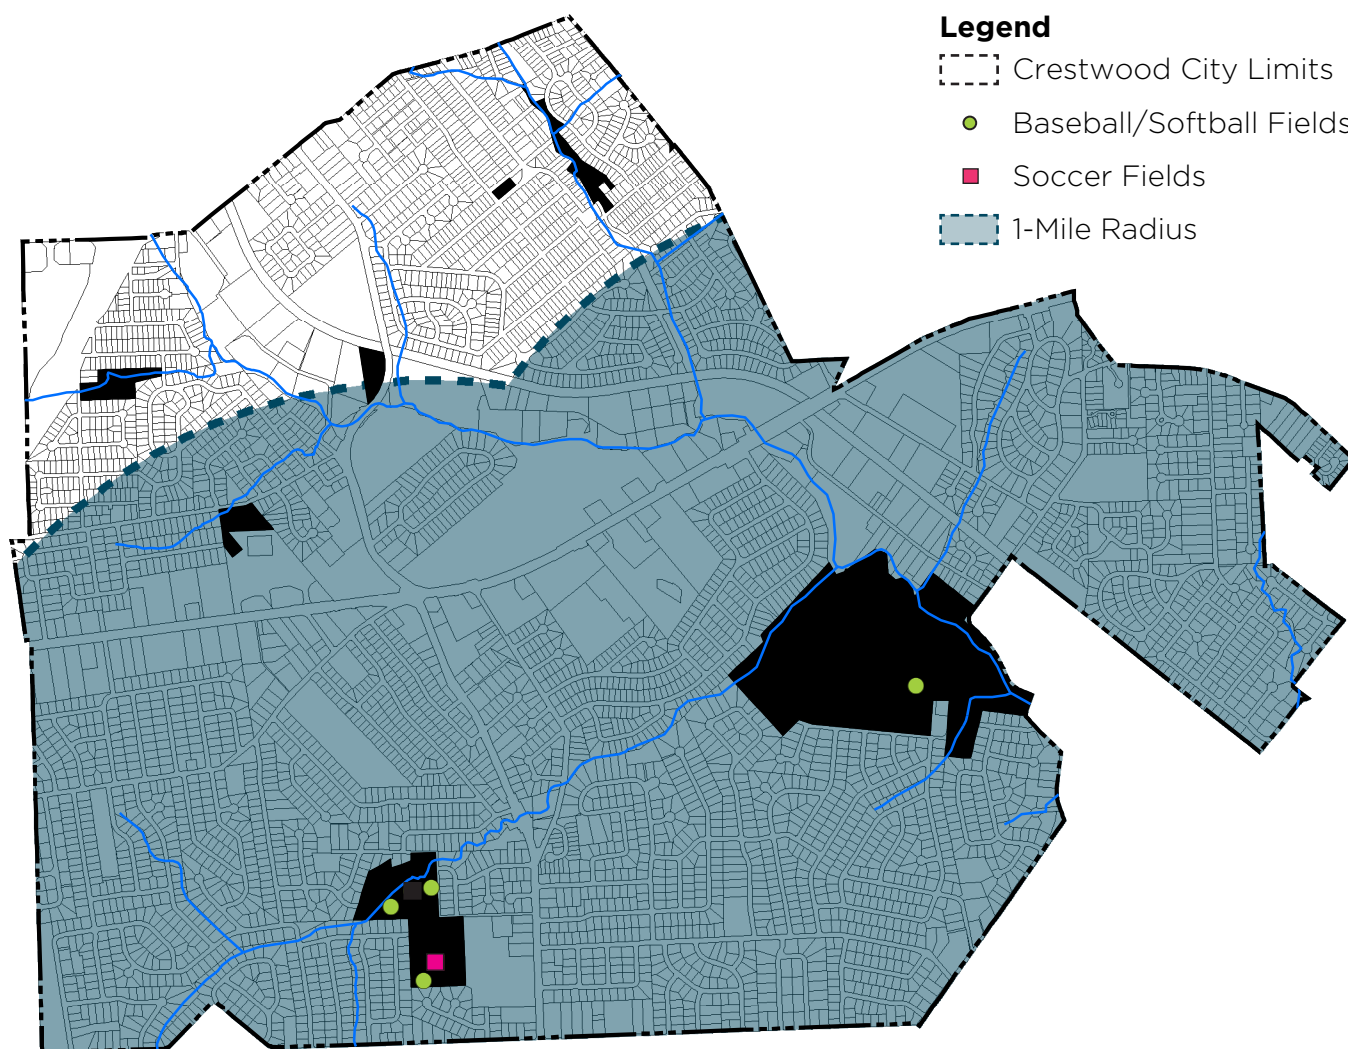 Legend
Crestwood City Limits
Baseball/Softball Fields
Soccer Fields
1-Mile Radius